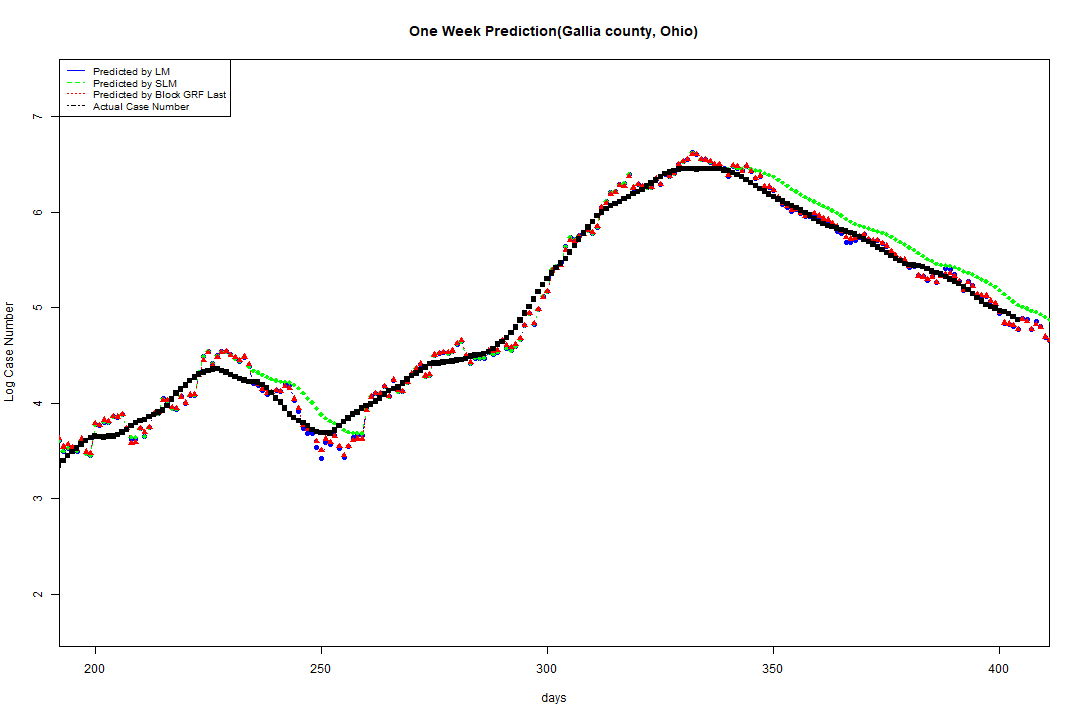 One Week Prediction(Gallia county, Ohio)
Predicted by LM
Predicted by SLM
Predicted by Block GRF Last
Actual Case Number
7
6
5
4
3
2
Log Case Number
200 250 300 350 400
days